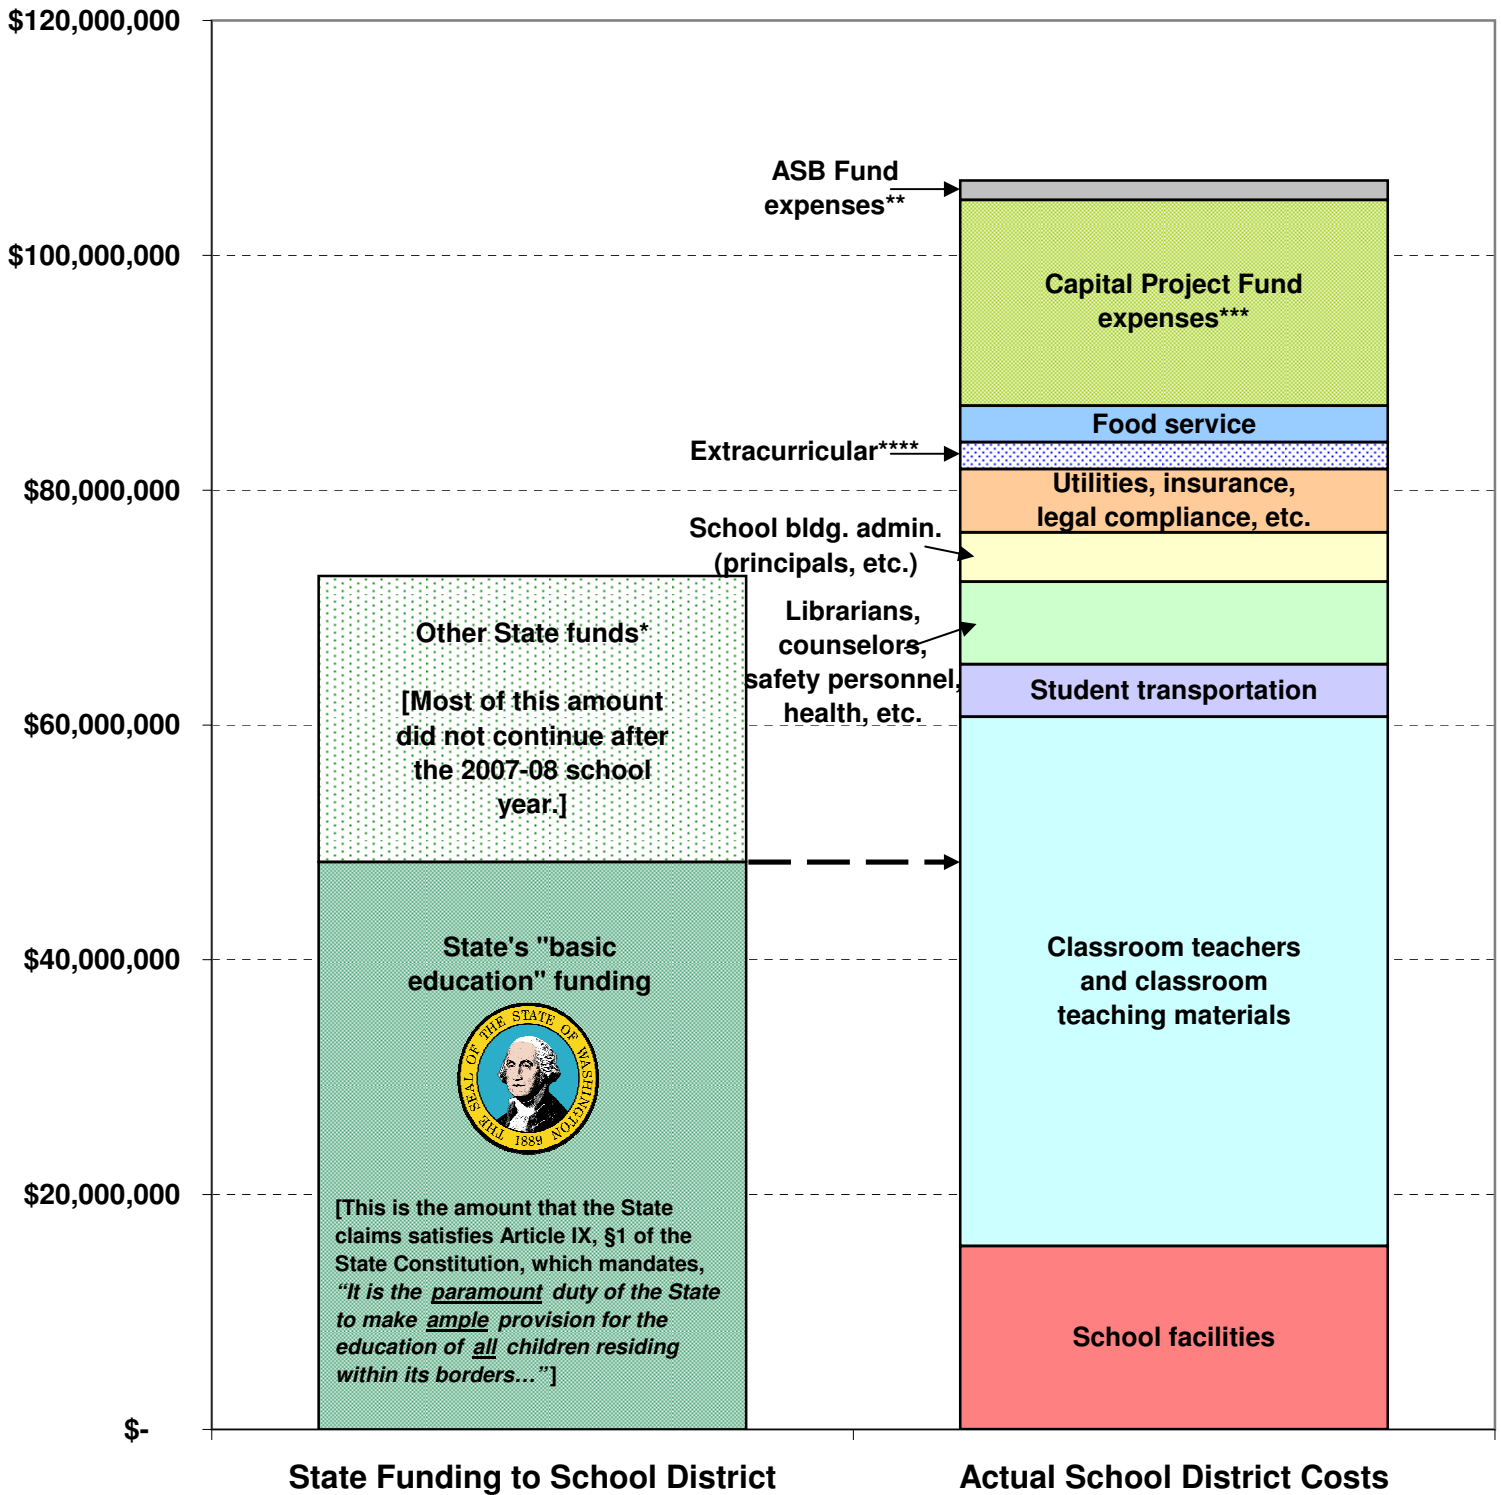 $120,000,000
$100,000,000
$80,000,000
$60,000,000
$40,000,000
$20,000,000
$-
Other State funds*
[Most of this amount
did not continue after
the 2007-08 school
year.]
State's "basic
education" funding
THE SEAL OF THE STATE OF WASHINGTON
1889
[This is the amount that the State
claims satisfies Article IX, §1 of the
State Constitution, which mandates,
“It is the paramount duty of the State
to make ample provision for the
education of all children residing
within its borders…”]
ASB Fund
expenses**
Capital Project Fund
expenses***
Food service
Extracurricular****
Utilities, insurance,
legal compliance, etc.
School bldg. admin.
(principals, etc.)
Librarians,
counselors,
safety personnel,
health, etc.
Student transportation
Classroom teachers
and classroom
teaching materials
School facilities
State Funding to School District
Actual School District Costs